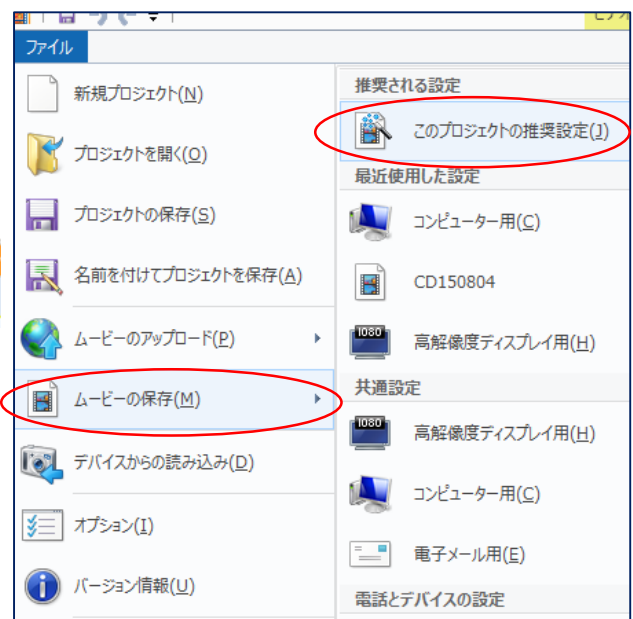 ファイル
新規プロジェクト(N)
プロジェクトを開く(O)
プロジェクトの保存(S)
名前を付けてプロジェクトを保存(A)
ムービーのアップロード(P)
ムービーの保存(M)
デバイスからの読み込み(D)
オプション(I)
バージョン情報(U)
推奨される設定
このプロジェクトの推奨設定(J)
最近使用した設定
コンピューター用(C)
CD150804
1080
高解像度ディスプレイ用(H)
共通設定
1080
高解像度ディスプレイ用(H)
コンピューター用(C)
電子メール用(E)
電話とデバイスの設定